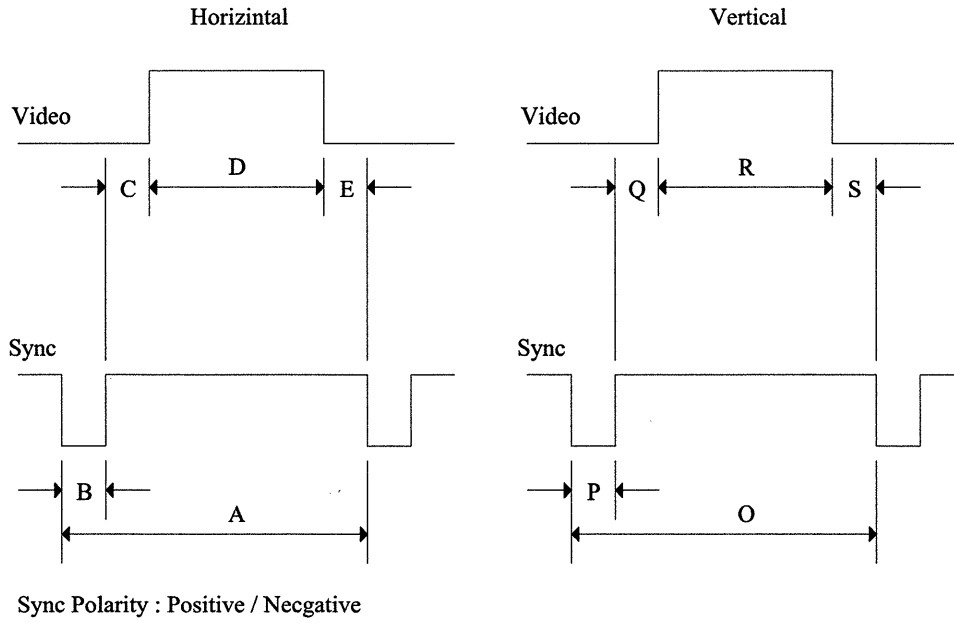 Horizintal Vertical
Video Video
C D E Q R S
Sync Sync
B P
A O
Sync Polarity : Positive / Necgative